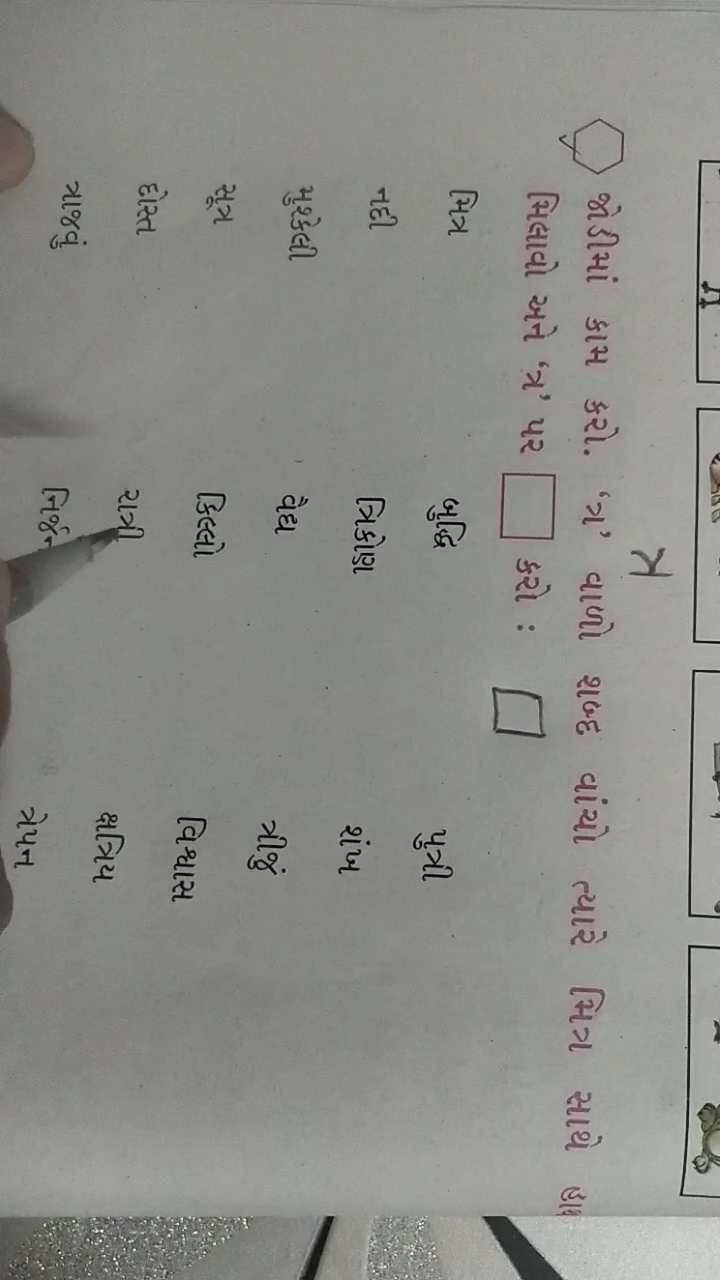 ત્ર
જોડીમાં કામ કરો. 'ત્ર' વાળો શબ્દ વાંચો ત્યારે મિત્ર સાથે
મિલાવો અને 'ત્ર' પર કરો :
મિત્ર બુદ્ધિ પુત્રી
નદી ત્રિકોણ શંખ
મુશ્કેલી વૈદ્ય ત્રીજું
સૂત્ર કિલ્લો વિશ્વાસ
દોસ્ત રાત્રી ક્ષત્રિય
ત્રાજવું ત્રેપન